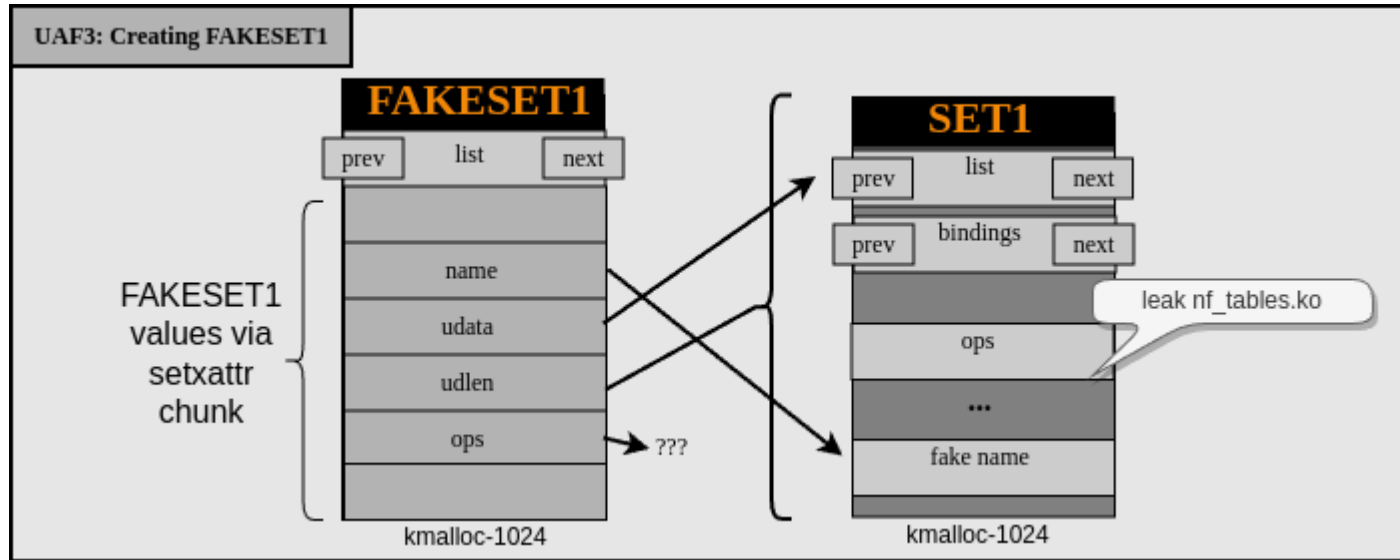 UAF3: Creating FAKESET1
FAKESET1
prev
list
next
name
udata
udlen
ops
???
kmalloc-1024
FAKESET1
values via
setxattr
chunk
SET1
prev
list
next
prev
bindings
next
leak nf_tables.ko
ops
...
fake name
kmalloc-1024